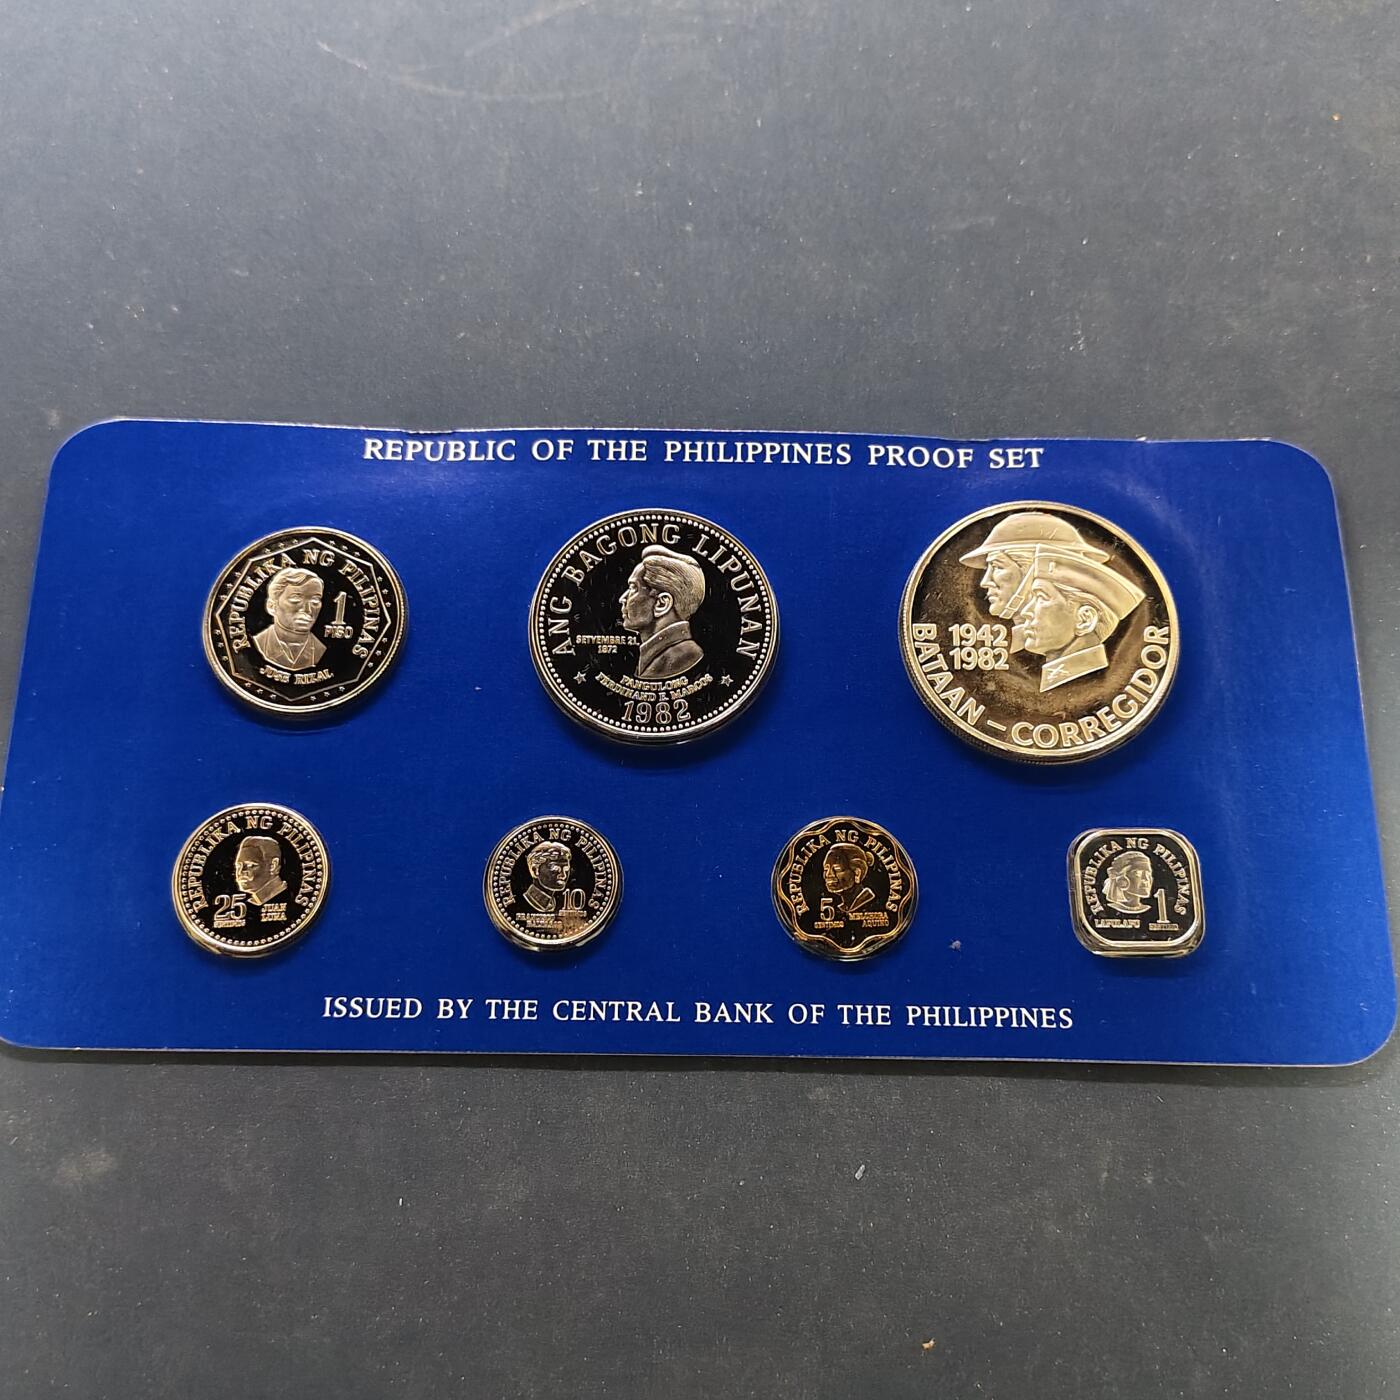 REPUBLIC OF THE PHILIPPINES PROOF SET
REPUBLIKA NG PILIPINAS
1
PISO
JOSE RIZAL
ANG BAGONG LIPUNAN
SETYEMBRE 21,
1972
PANGULONG
FERDINAND E. MARCOS
1982
1942
1982
BATAAN – CORREGIDOR
REPUBLIKA NG PILIPINAS
25
JUAN
LUNA
REPUBLIKA NG PILIPINAS
10
REPUBLIKA NG PILIPINAS
5
SENTIMOS
MELCHORA
AQUINO
REPUBLIKA NG PILIPINAS
LAPULAPU
1
ISSUED BY THE CENTRAL BANK OF THE PHILIPPINES